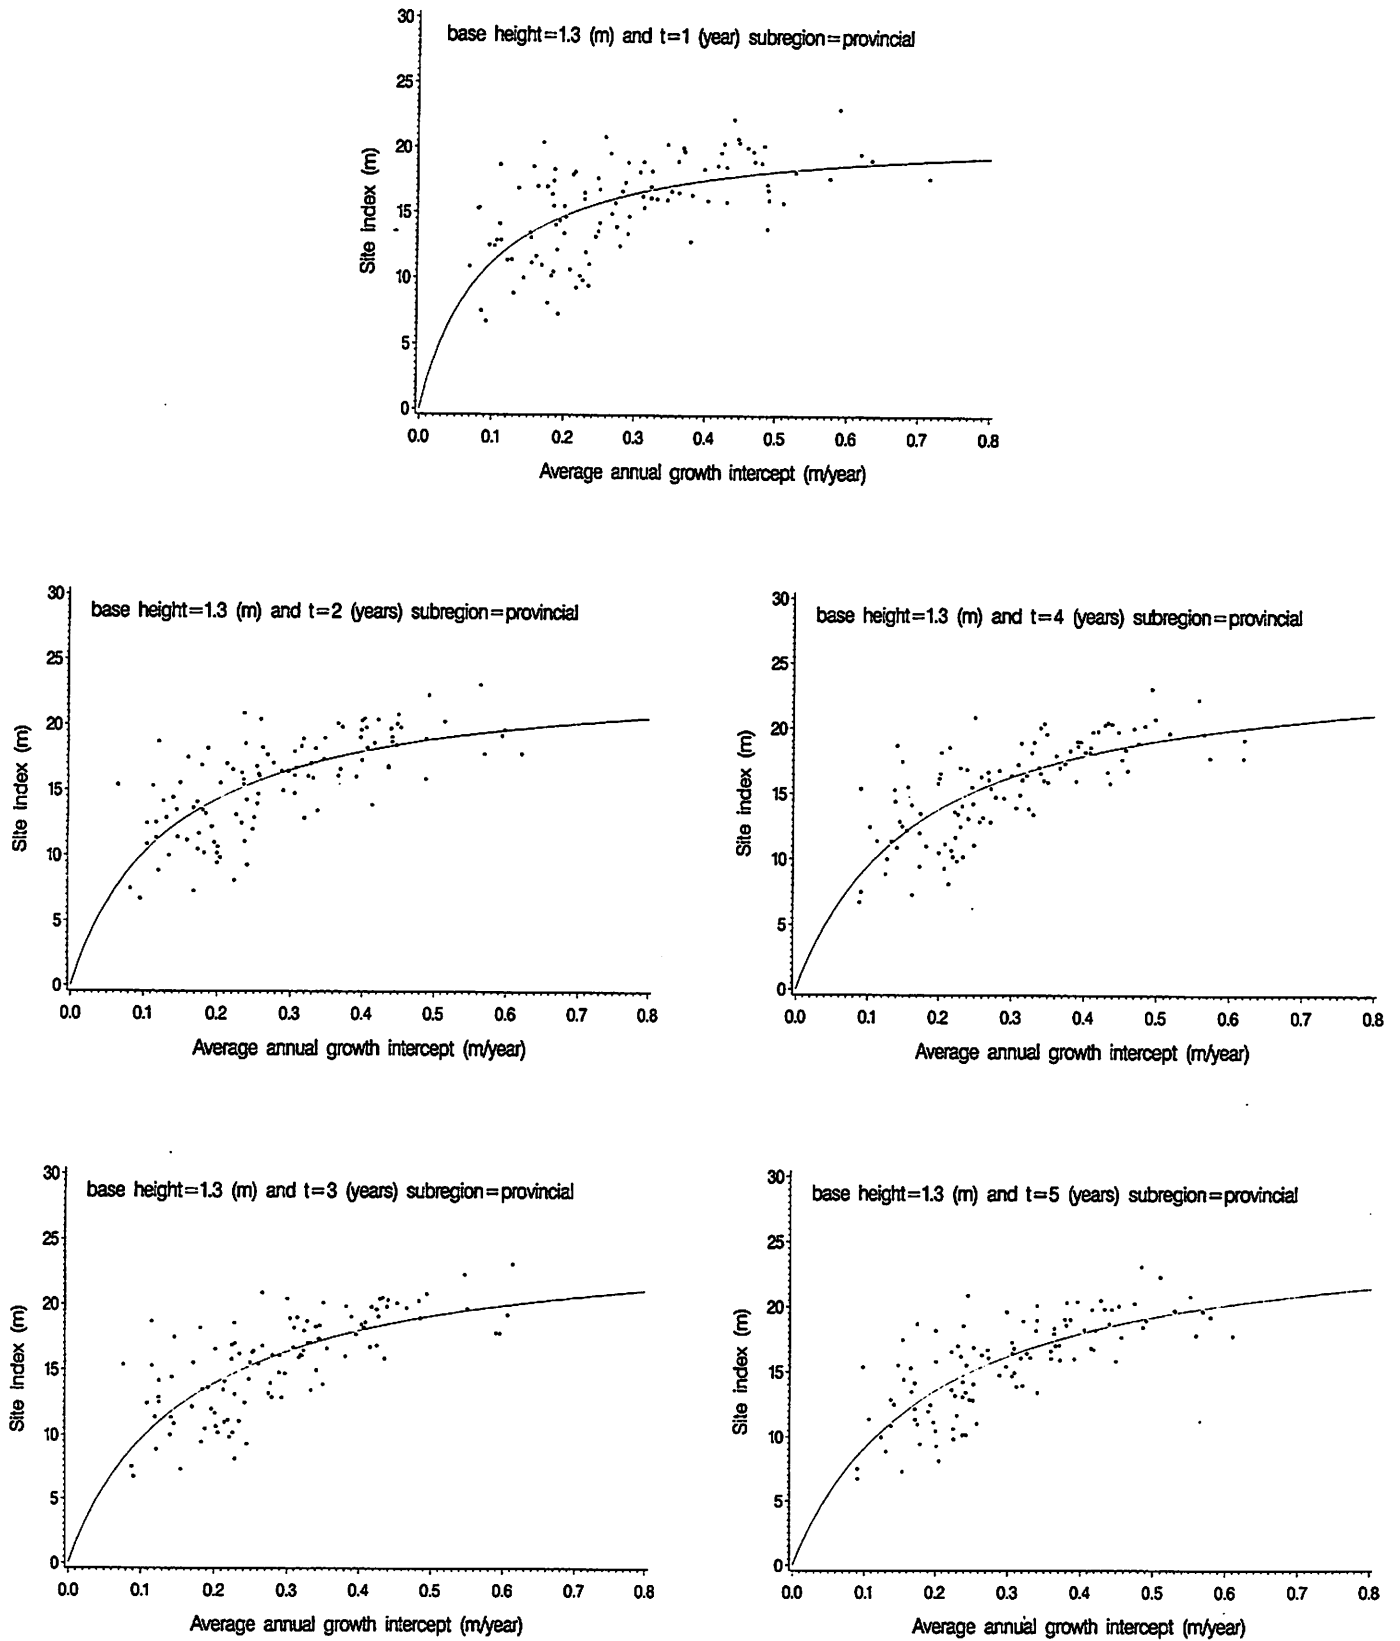 base height=1.3 (m) and t=1 (year) subregion=provincial
30
25
20
15
10
5
0
Site index (m)
0.0 0.1 0.2 0.3 0.4 0.5 0.6 0.7 0.8
Average annual growth intercept (m/year)
base height=1.3 (m) and t=2 (years) subregion=provincial
30
25
20
15
10
5
0
Site index (m)
0.0 0.1 0.2 0.3 0.4 0.5 0.6 0.7 0.8
Average annual growth intercept (m/year)
base height=1.3 (m) and t=4 (years) subregion=provincial
30
25
20
15
10
5
0
Site index (m)
0.0 0.1 0.2 0.3 0.4 0.5 0.6 0.7 0.8
Average annual growth intercept (m/year)
base height=1.3 (m) and t=3 (years) subregion=provincial
30
25
20
15
10
5
0
Site index (m)
0.0 0.1 0.2 0.3 0.4 0.5 0.6 0.7 0.8
Average annual growth intercept (m/year)
base height=1.3 (m) and t=5 (years) subregion=provincial
30
25
20
15
10
5
0
Site index (m)
0.0 0.1 0.2 0.3 0.4 0.5 0.6 0.7 0.8
Average annual growth intercept (m/year)